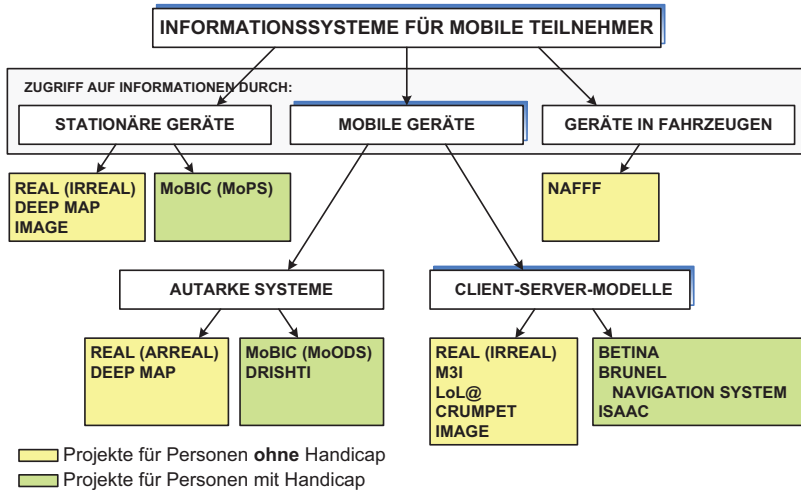 INFORMATIONSSYSTEME FÜR MOBILE TEILNEHMER
ZUGRIFF AUF INFORMATIONEN DURCH:
STATIONÄRE GERÄTE
MOBILE GERÄTE
GERÄTE IN FAHRZEUGEN
REAL (IRREAL)
DEEP MAP
IMAGE
MoBIC (MoPS)
NAFFF
AUTARKE SYSTEME
CLIENT-SERVER-MODELLE
REAL (ARREAL)
DEEP MAP
MoBIC (MoODS)
DRISHTI
REAL (IRREAL)
M3I
LoL@
CRUMPET
IMAGE
BETINA
BRUNEL
NAVIGATION SYSTEM
ISAAC
Projekte für Personen ohne Handicap
Projekte für Personen mit Handicap